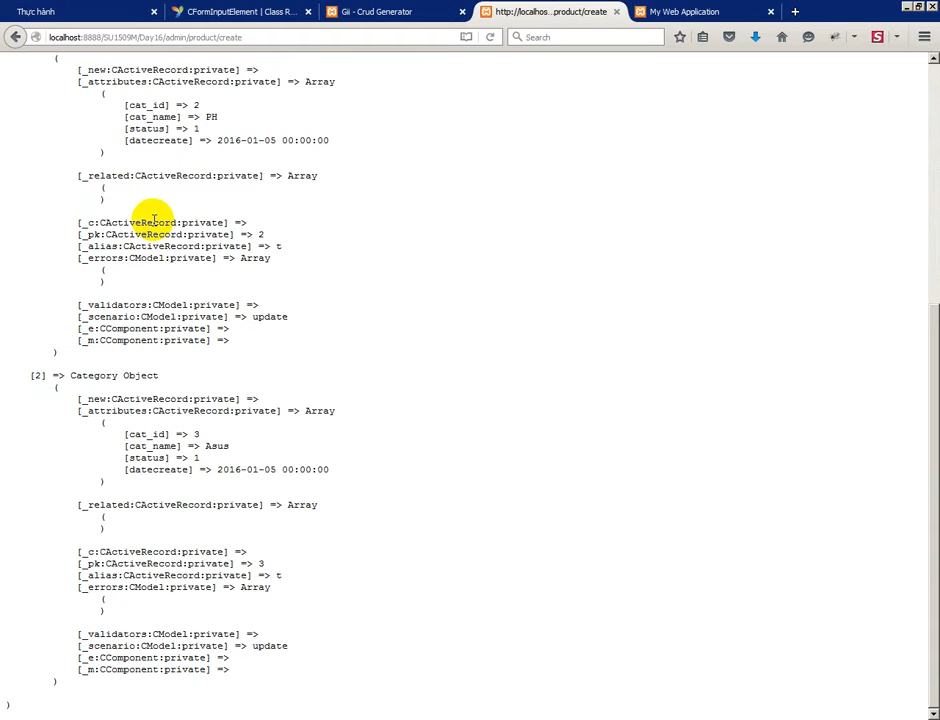 Thực hành
CFormInputElement | Class R...
Gii - Crud Generator
http://localhos...product/create
My Web Application
localhost:8888/SU1509M/Day16/admin/product/create
Search
(
[_new:CActiveRecord:private] =>
[_attributes:CActiveRecord:private] => Array
(
[cat_id] => 2
[cat_name] => PH
[status] => 1
[datecreate] => 2016-01-05 00:00:00
)
[_related:CActiveRecord:private] => Array
(
)
[_c:CActiveRecord:private] =>
[_pk:CActiveRecord:private] => 2
[_alias:CActiveRecord:private] => t
[_errors:CModel:private] => Array
(
)
[_validators:CModel:private] =>
[_scenario:CModel:private] => update
[_e:CComponent:private] =>
[_m:CComponent:private] =>
)
[2] => Category Object
(
[_new:CActiveRecord:private] =>
[_attributes:CActiveRecord:private] => Array
(
[cat_id] => 3
[cat_name] => Asus
[status] => 1
[datecreate] => 2016-01-05 00:00:00
)
[_related:CActiveRecord:private] => Array
(
)
[_c:CActiveRecord:private] =>
[_pk:CActiveRecord:private] => 3
[_alias:CActiveRecord:private] => t
[_errors:CModel:private] => Array
(
)
[_validators:CModel:private] =>
[_scenario:CModel:private] => update
[_e:CComponent:private] =>
[_m:CComponent:private] =>
)
)